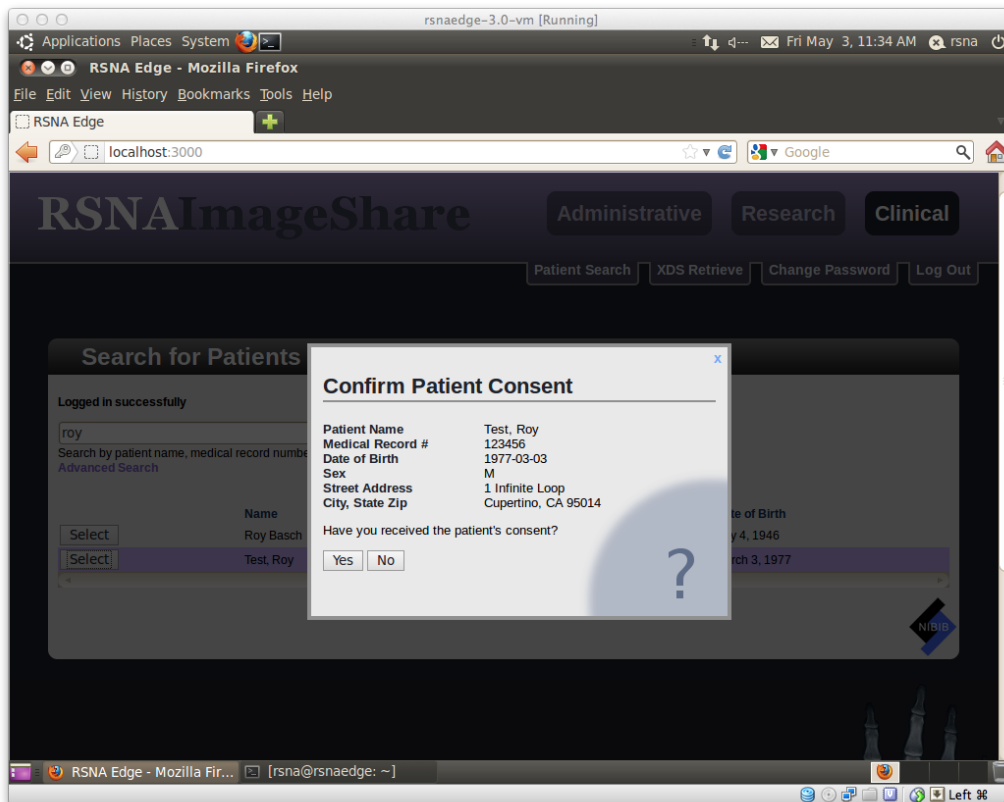 rsnaedge-3.0-vm [Running]
Applications Places System Fri May 3, 11:34 AM rsna
RSNA Edge - Mozilla Firefox
File Edit View History Bookmarks Tools Help
RSNA Edge
localhost:3000 Google
RSNAImageShare Administrative Research Clinical
Patient Search XDS Retrieve Change Password Log Out
Search for Patients
x
Confirm Patient Consent
Logged in successfully
roy
Search by patient name, medical record numbe
Advanced Search
Patient Name Test, Roy
Medical Record # 123456
Date of Birth 1977-03-03
Sex M
Street Address 1 Infinite Loop
City, State Zip Cupertino, CA 95014
Have you received the patient's consent?
Yes No
?
Name te of Birth
Select Roy Basch y 4, 1946
Select Test, Roy rch 3, 1977
NIBIB
RSNA Edge - Mozilla Fir... [rsna@rsnaedge: ~]
Left ⌘